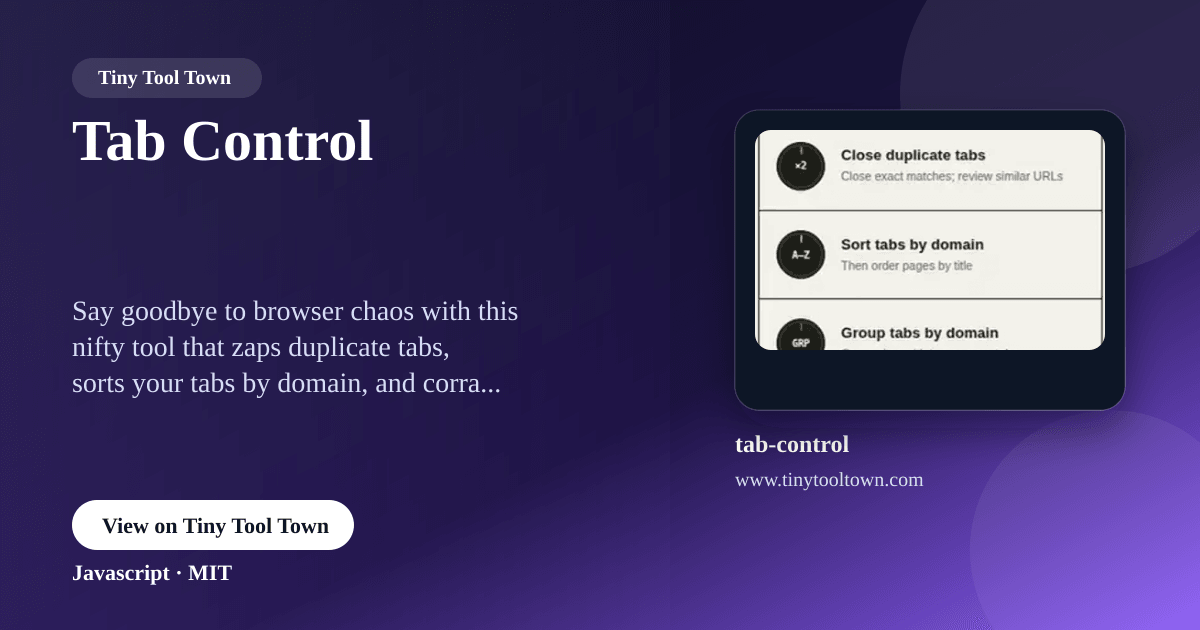 Tiny Tool Town
Tab Control
Say goodbye to browser chaos with this
nifty tool that zaps duplicate tabs,
sorts your tabs by domain, and corra...
View on Tiny Tool Town
Javascript · MIT
×2
Close duplicate tabs
Close exact matches; review similar URLs
A–Z
Sort tabs by domain
Then order pages by title
GRP
Group tabs by domain
tab-control
www.tinytooltown.com